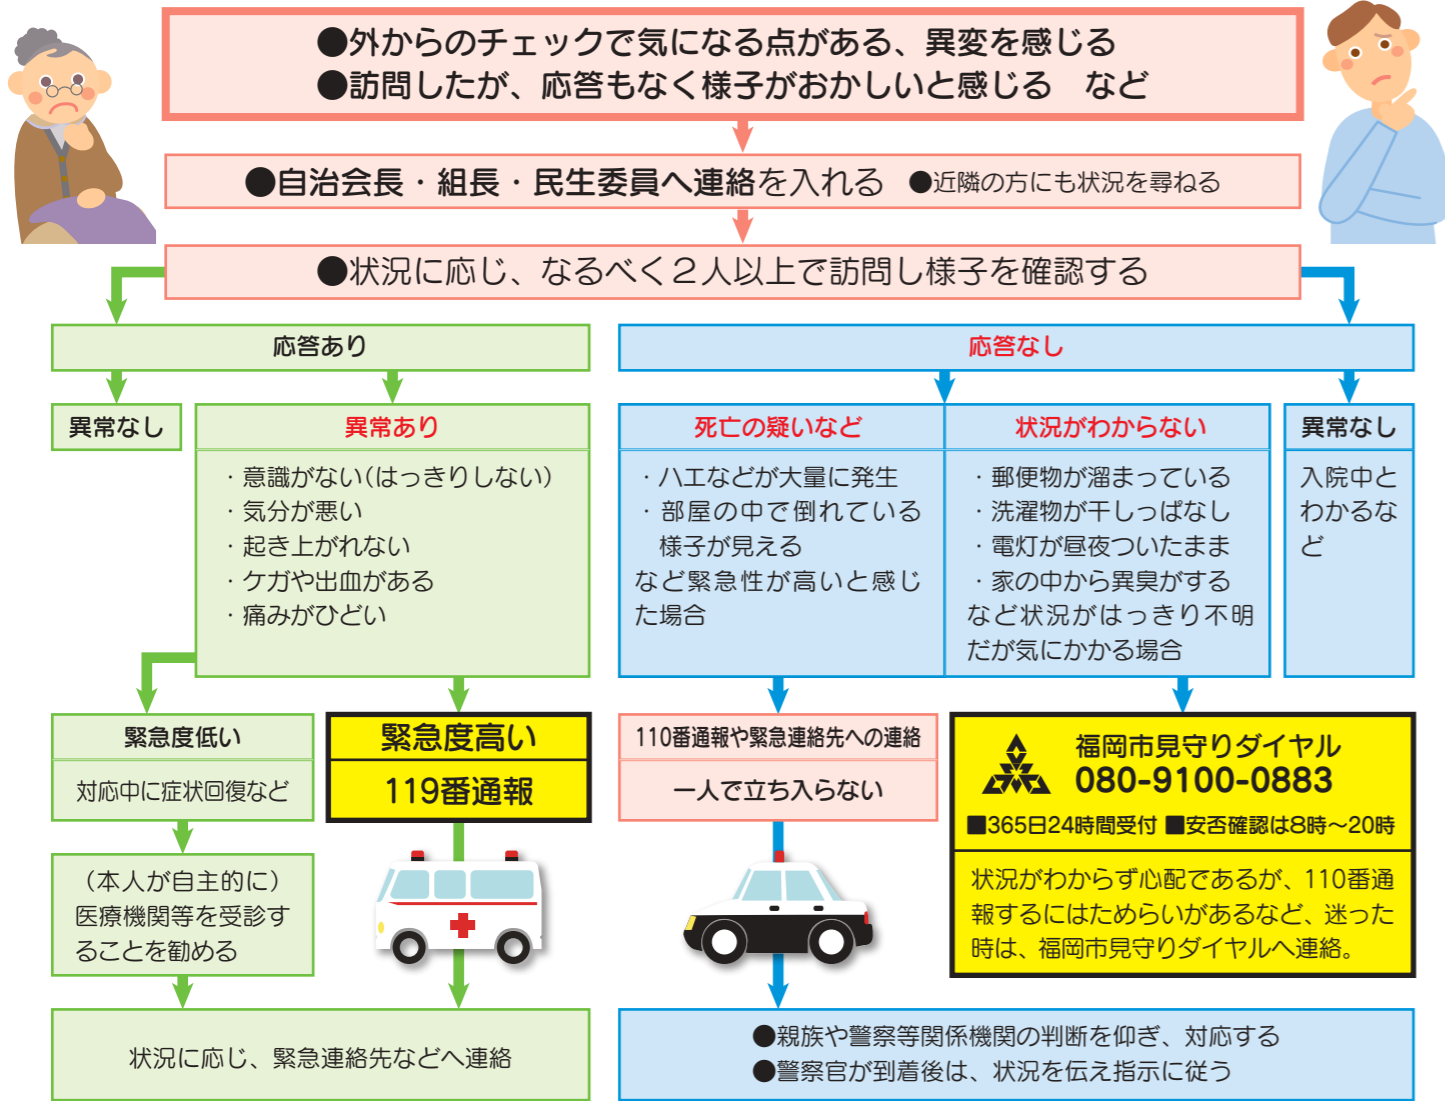 ●外からのチェックで気になる点がある、異変を感じる
●訪問したが、応答もなく様子がおかしいと感じる　など
●自治会長・組長・民生委員へ連絡を入れる　●近隣の方にも状況を尋ねる
●状況に応じ、なるべく２人以上で訪問し様子を確認する
応答あり
異常なし
異常あり
・意識がない(はっきりしない)
・気分が悪い
・起き上がれない
・ケガや出血がある
・痛みがひどい
緊急度低い
対応中に症状回復など
（本人が自主的に）
医療機関等を受診す
ることを勧める
緊急度高い
119番通報
状況に応じ、緊急連絡先などへ連絡
応答なし
死亡の疑いなど
・ハエなどが大量に発生
・部屋の中で倒れている
様子が見える
など緊急性が高いと感じ
た場合
状況がわからない
・郵便物が溜まっている
・洗濯物が干しっぱなし
・電灯が昼夜ついたまま
・家の中から異臭がする
など状況がはっきり不明
だが気にかかる場合
異常なし
入院中と
わかるな
ど
110番通報や緊急連絡先への連絡
一人で立ち入らない
福岡市見守りダイヤル
080-9100-0883
■365日24時間受付 ■安否確認は8時～20時
状況がわからず心配であるが、110番通
報するにはためらいがあるなど、迷った
時は、福岡市見守りダイヤルへ連絡。
●親族や警察等関係機関の判断を仰ぎ、対応する
●警察官が到着後は、状況を伝え指示に従う